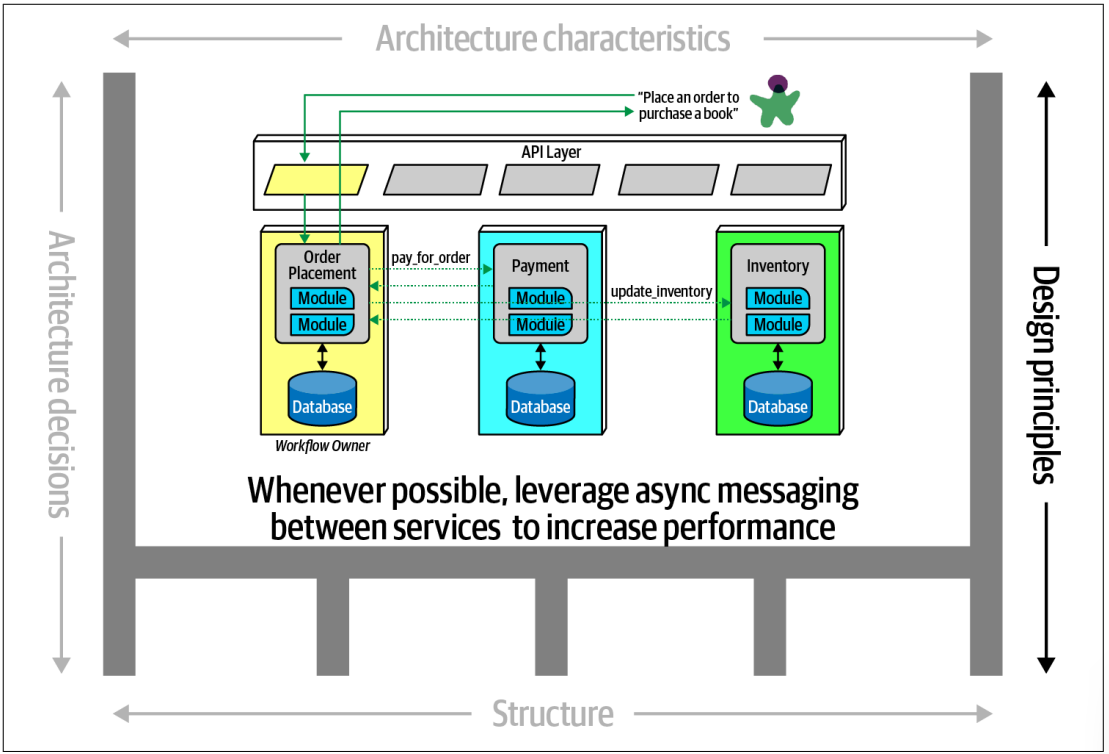 Architecture characteristics
Architecture decisions
Design principles
"Place an order to
purchase a book"
API Layer
Order
Placement
Module
Module
Database
Workflow Owner
pay_for_order
Payment
Module
Module
Database
update_inventory
Inventory
Module
Module
Database
Whenever possible, leverage async messaging
between services to increase performance
Structure